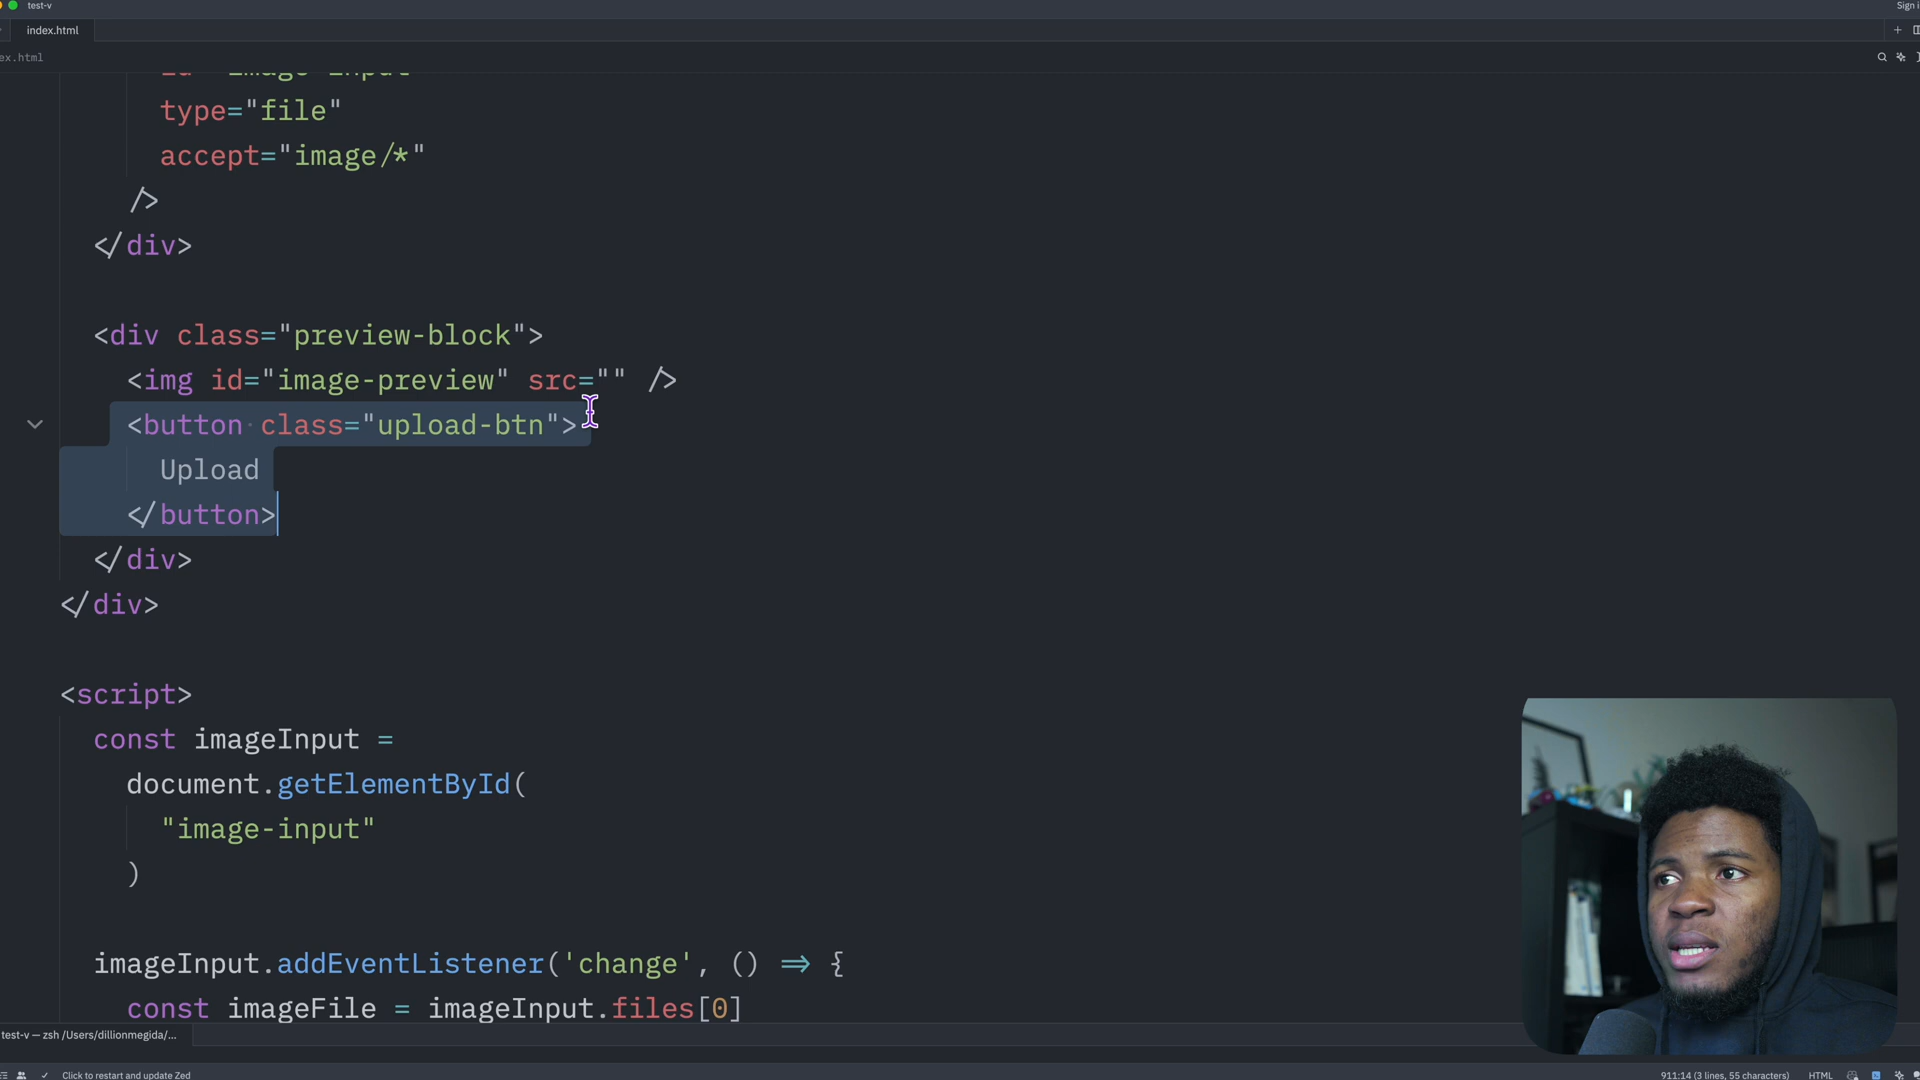 test-v
Sign i
index.html
ex.html
type="file"
accept="image/*"
/>
</div>
<div class="preview-block">
<img id="image-preview" src="" />
<button class="upload-btn">
Upload
</button>
</div>
</div>
<script>
const imageInput =
document.getElementById(
"image-input"
)
imageInput.addEventListener('change', () => {
const imageFile = imageInput.files[0]
test-v — zsh /Users/dillionmegida/...
Click to restart and update Zed
911:14 (3 lines, 55 characters)
HTML